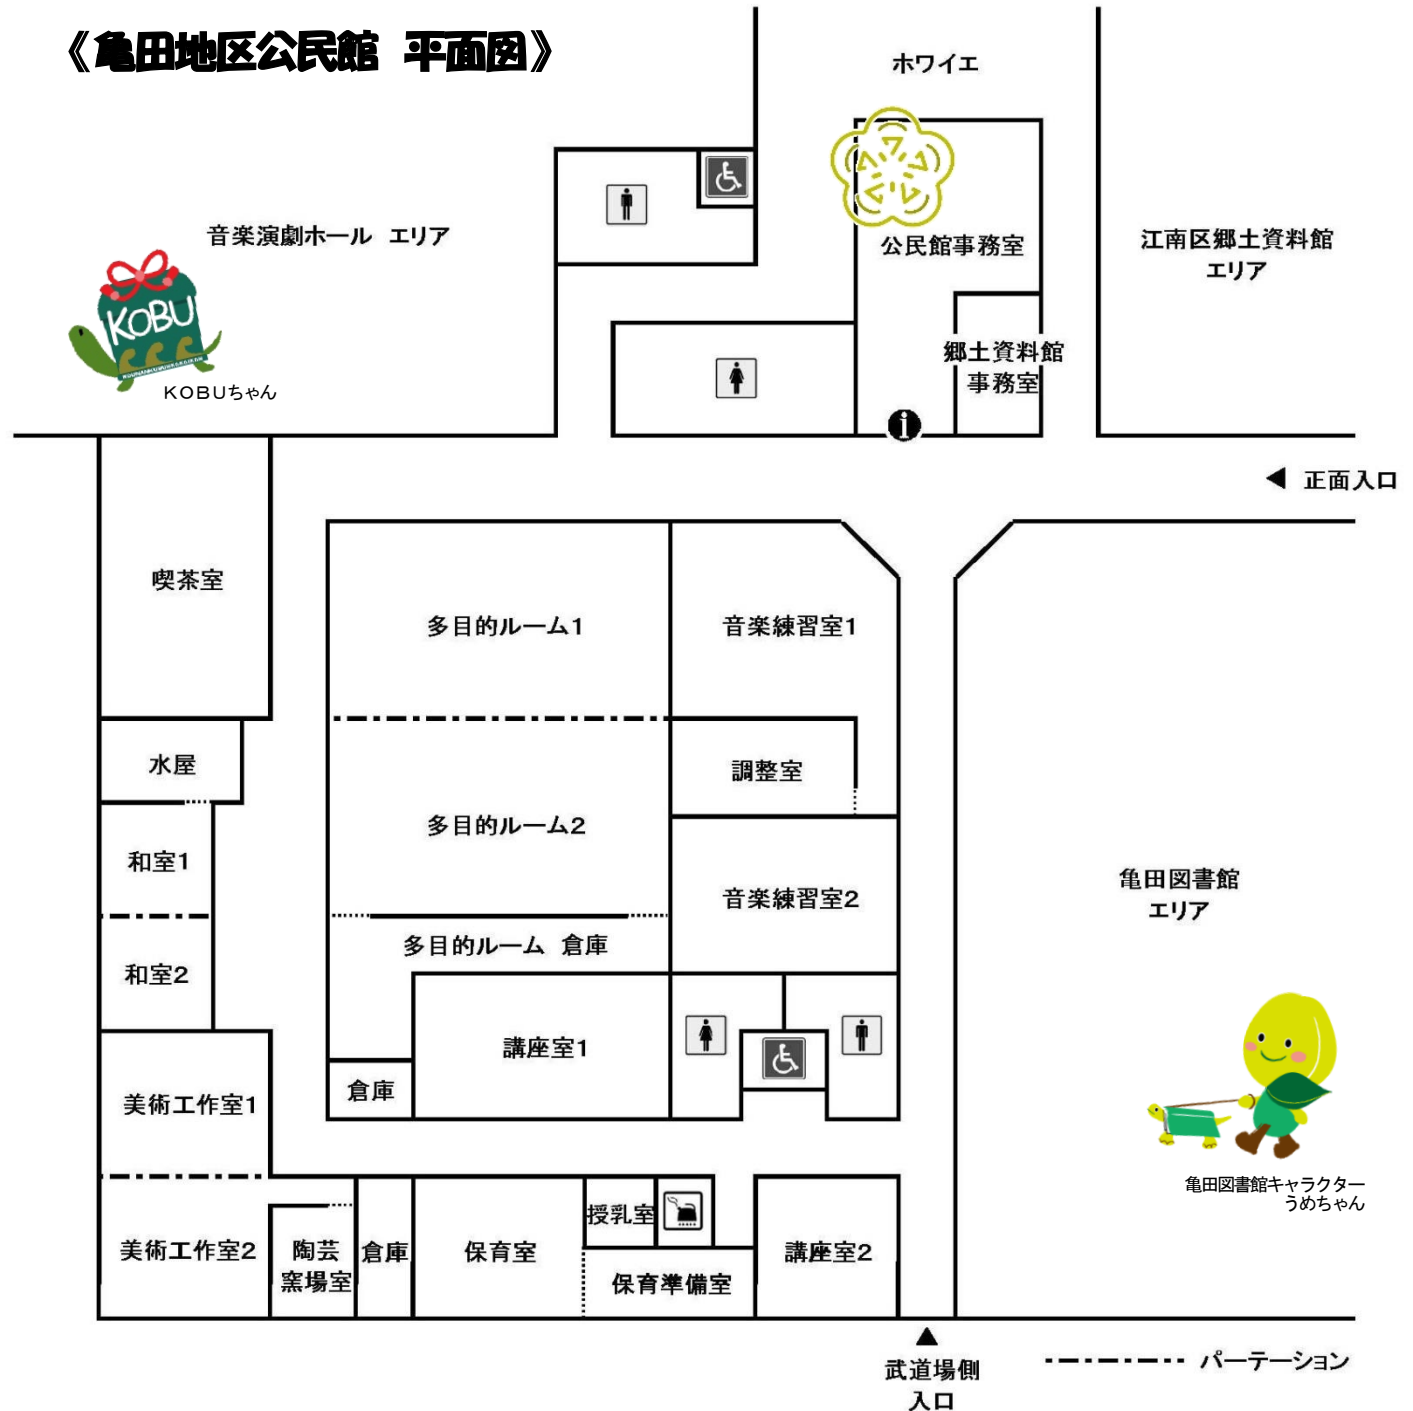 《亀田地区公民館 平面図》
ホワイエ
音楽演劇ホール エリア
公民館事務室
江南区郷土資料館
エリア
KOBU
KOBUちゃん
郷土資料館
事務室
i
◀ 正面入口
喫茶室
多目的ルーム1
音楽練習室1
水屋
調整室
多目的ルーム2
和室1
音楽練習室2
亀田図書館
エリア
多目的ルーム 倉庫
和室2
講座室1
倉庫
美術工作室1
亀田図書館キャラクター
うめちゃん
授乳室
美術工作室2
陶芸
窯場室
倉庫
保育室
保育準備室
講座室2
▲
武道場側
入口
パーテーション